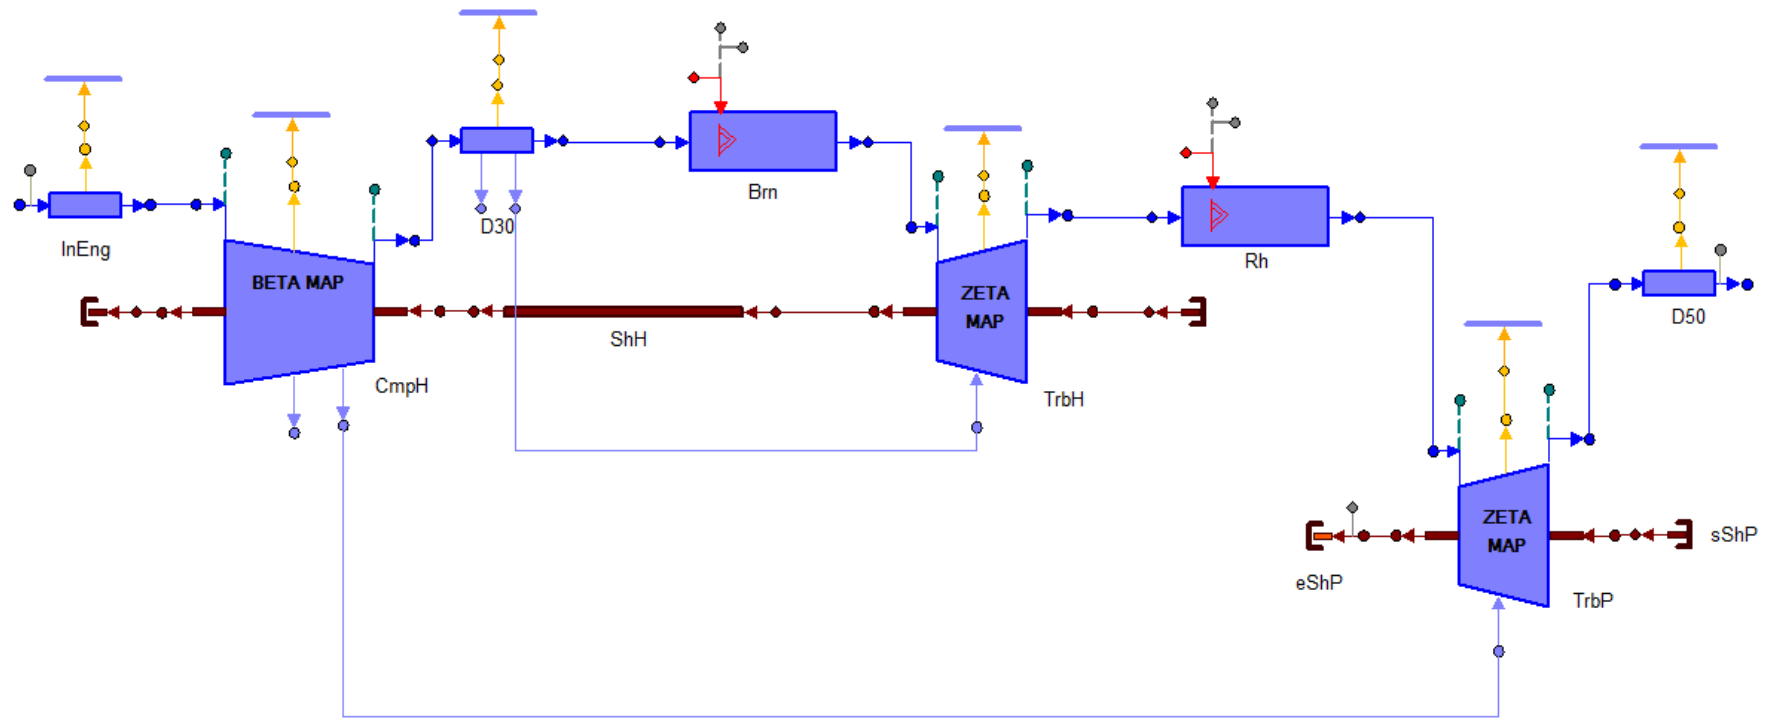 InEng
BETA MAP
CmpH
D30
ShH
Brn
ZETA
MAP
TrbH
Rh
D50
ZETA
MAP
eShP
sShP
TrbP